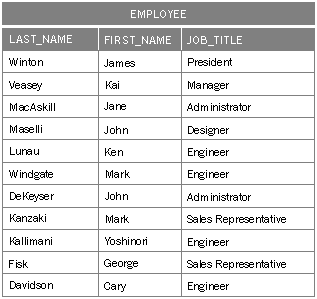 EMPLOYEE
LAST_NAME FIRST_NAME JOB_TITLE
Winton James President
Veasey Kai Manager
MacAskill Jane Administrator
Maselli John Designer
Lunau Ken Engineer
Windgate Mark Engineer
DeKeyser John Administrator
Kanzaki Mark Sales Representative
Kallimani Yoshinori Engineer
Fisk George Sales Representative
Davidson Cary Engineer